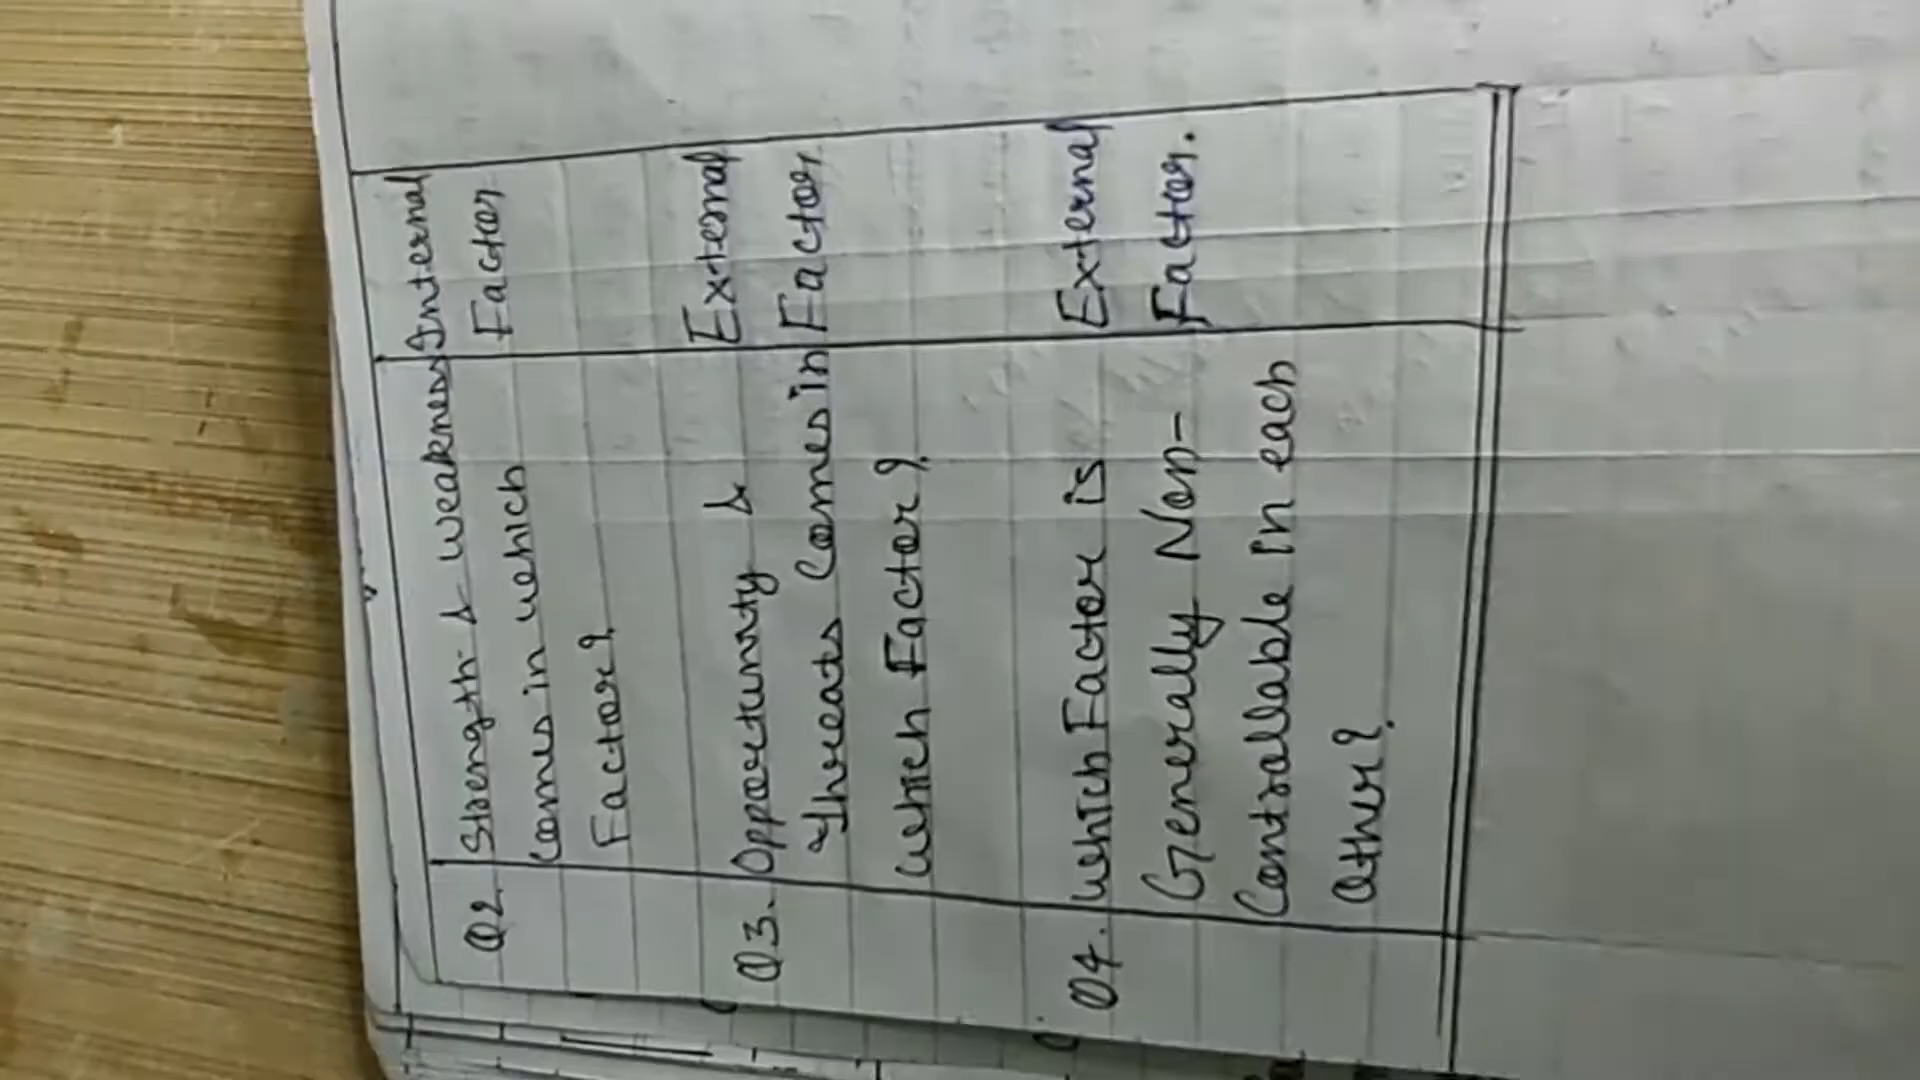 Q2. Strength & Weakness Internal
Comes in which Factor
Factor?
Q3. Opportunity & External
Threats Comes in Factor
which Factor?
Q4. Which Factor is External
Generally Non- Factor.
Controllable in each
other?